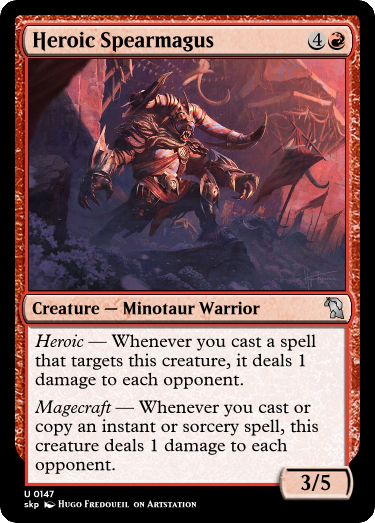 Heroic Spearmagus 4
Creature — Minotaur Warrior
Heroic — Whenever you cast a spell
that targets this creature, it deals 1
damage to each opponent.
Magecraft — Whenever you cast or
copy an instant or sorcery spell, this
creature deals 1 damage to each
opponent.
3/5
U 0147
skp Hugo Fredoueil on ArtStation